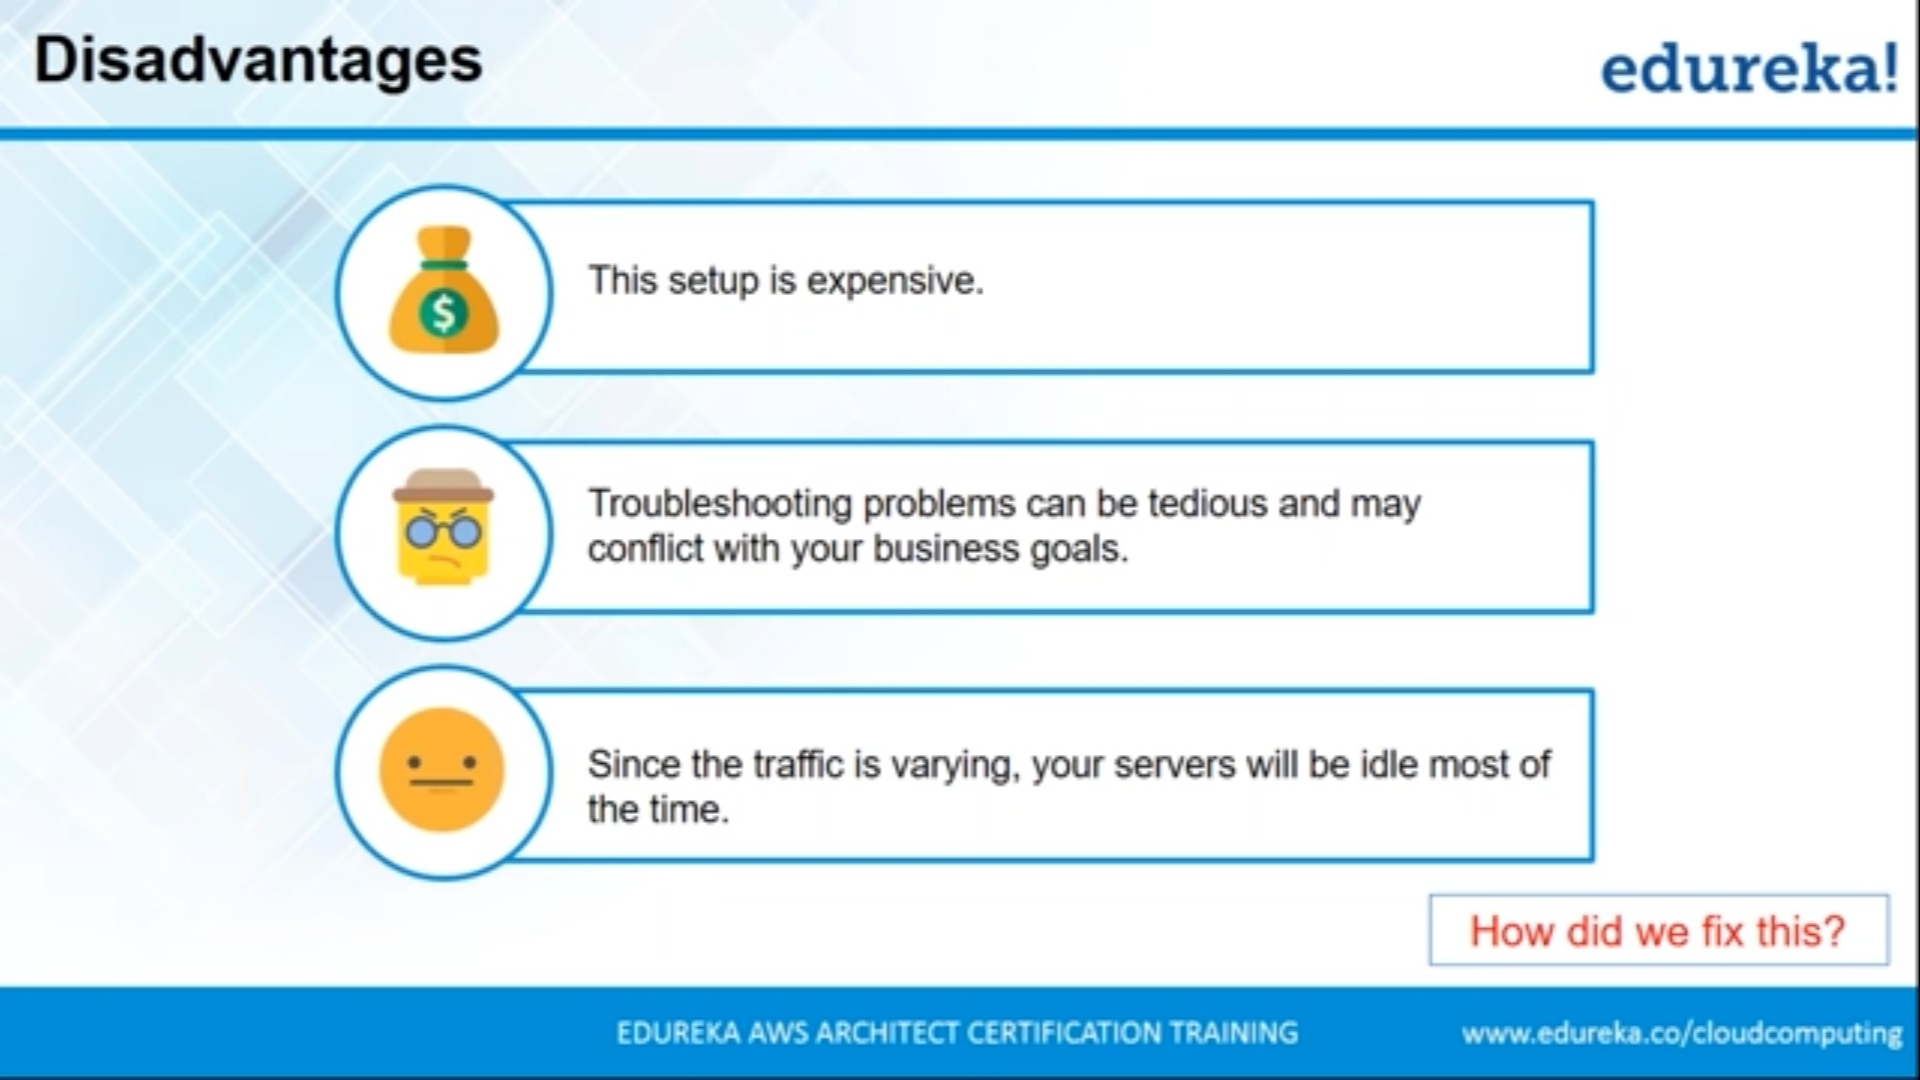 Disadvantages
edureka!
$
This setup is expensive.
Troubleshooting problems can be tedious and may
conflict with your business goals.
Since the traffic is varying, your servers will be idle most of
the time.
How did we fix this?
EDUREKA AWS ARCHITECT CERTIFICATION TRAINING
www.edureka.co/cloudcomputing